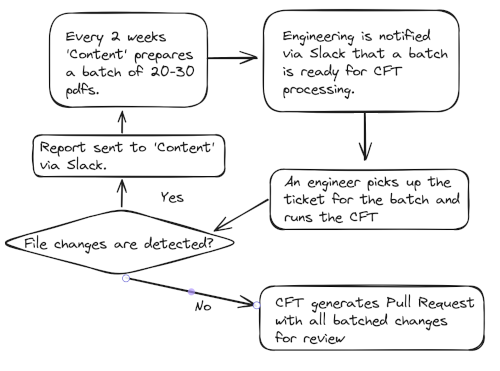 Every 2 weeks
'Content' prepares
a batch of 20-30
pdfs.
Engineering is notified
via Slack that a batch
is ready for CFT
processing.
An engineer picks up the
ticket for the batch and
runs the CFT
File changes are detected?
Yes
Report sent to 'Content'
via Slack.
No
CFT generates Pull Request
with all batched changes
for review